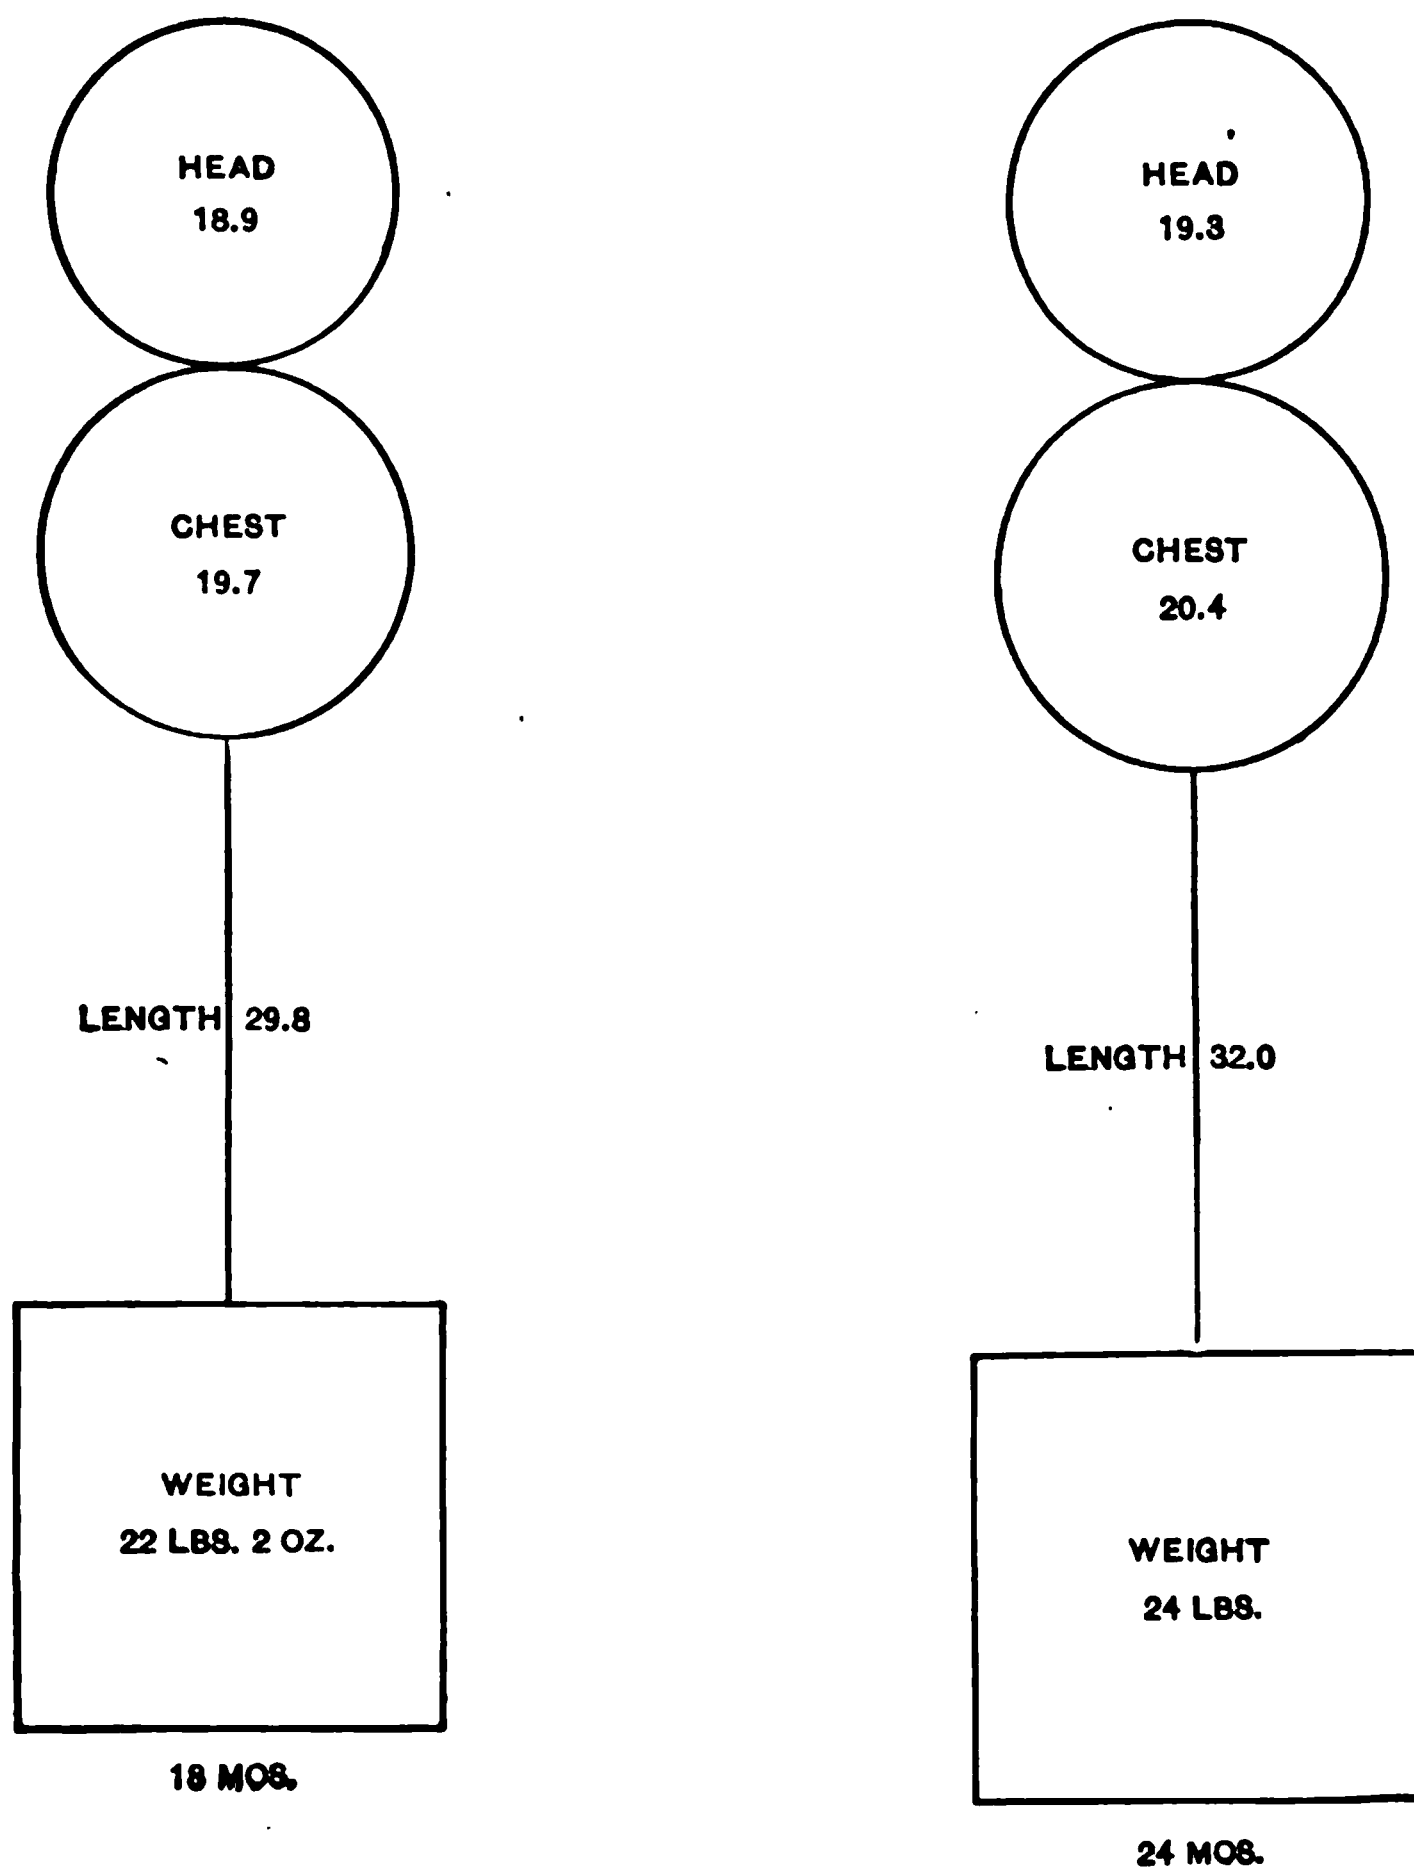 HEAD
18.9
CHEST
19.7
LENGTH 29.8
WEIGHT
22 LBS. 2 OZ.
18 MOS.
HEAD
19.3
CHEST
20.4
LENGTH 32.0
WEIGHT
24 LBS.
24 MOS.